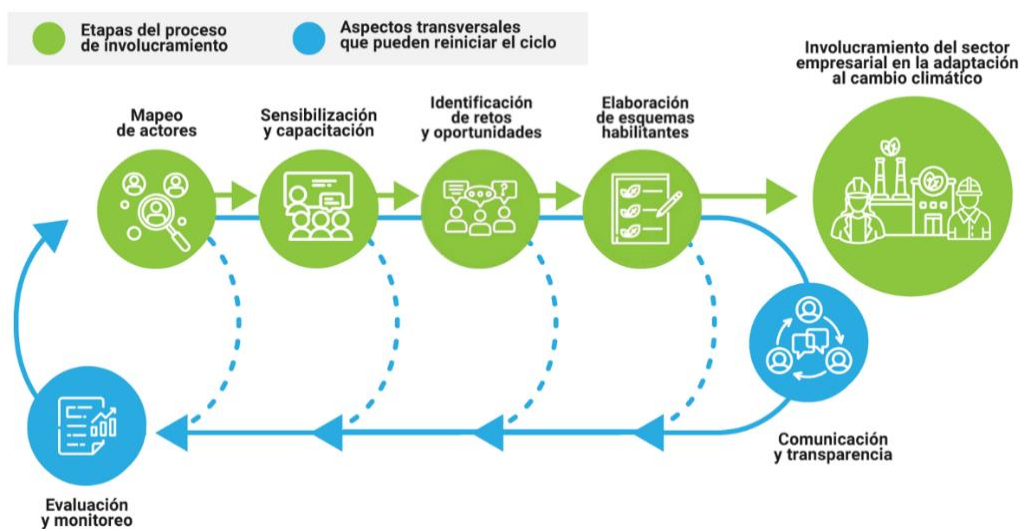 Etapas del proceso
de involucramiento
Aspectos transversales
que pueden reiniciar el ciclo
Involucramiento del sector
empresarial en la adaptación
al cambio climático
Mapeo
de actores
Sensibilización
y capacitación
Identificación
de retos
y oportunidades
Elaboración
de esquemas
habilitantes
?
Comunicación
y transparencia
Evaluación
y monitoreo